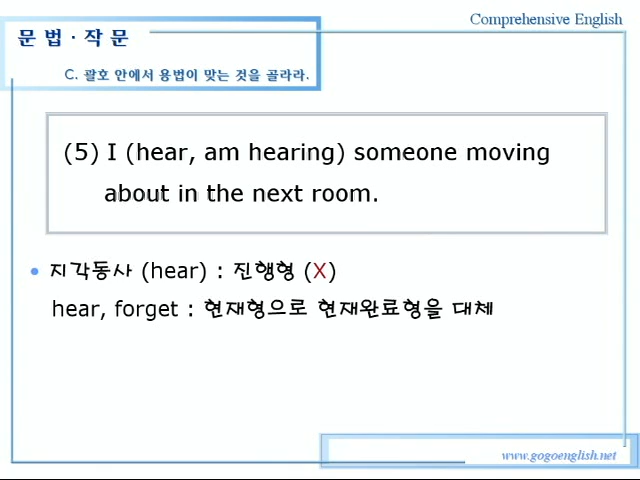 Comprehensive English
문법·작문
C. 괄호 안에서 용법이 맞는 것을 골라라.
(5) I (hear, am hearing) someone moving
about in the next room.
• 지각동사 (hear) : 진행형 (X)
hear, forget : 현재형으로 현재완료형을 대체
www.gogoenglish.net